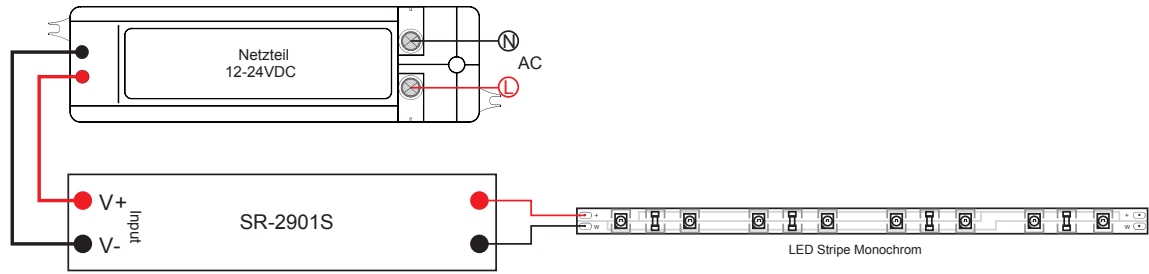 Netzteil
12-24VDC
N
AC
L
V+
Input
V-
SR-2901S
+
W
+
W
LED Stripe Monochrom